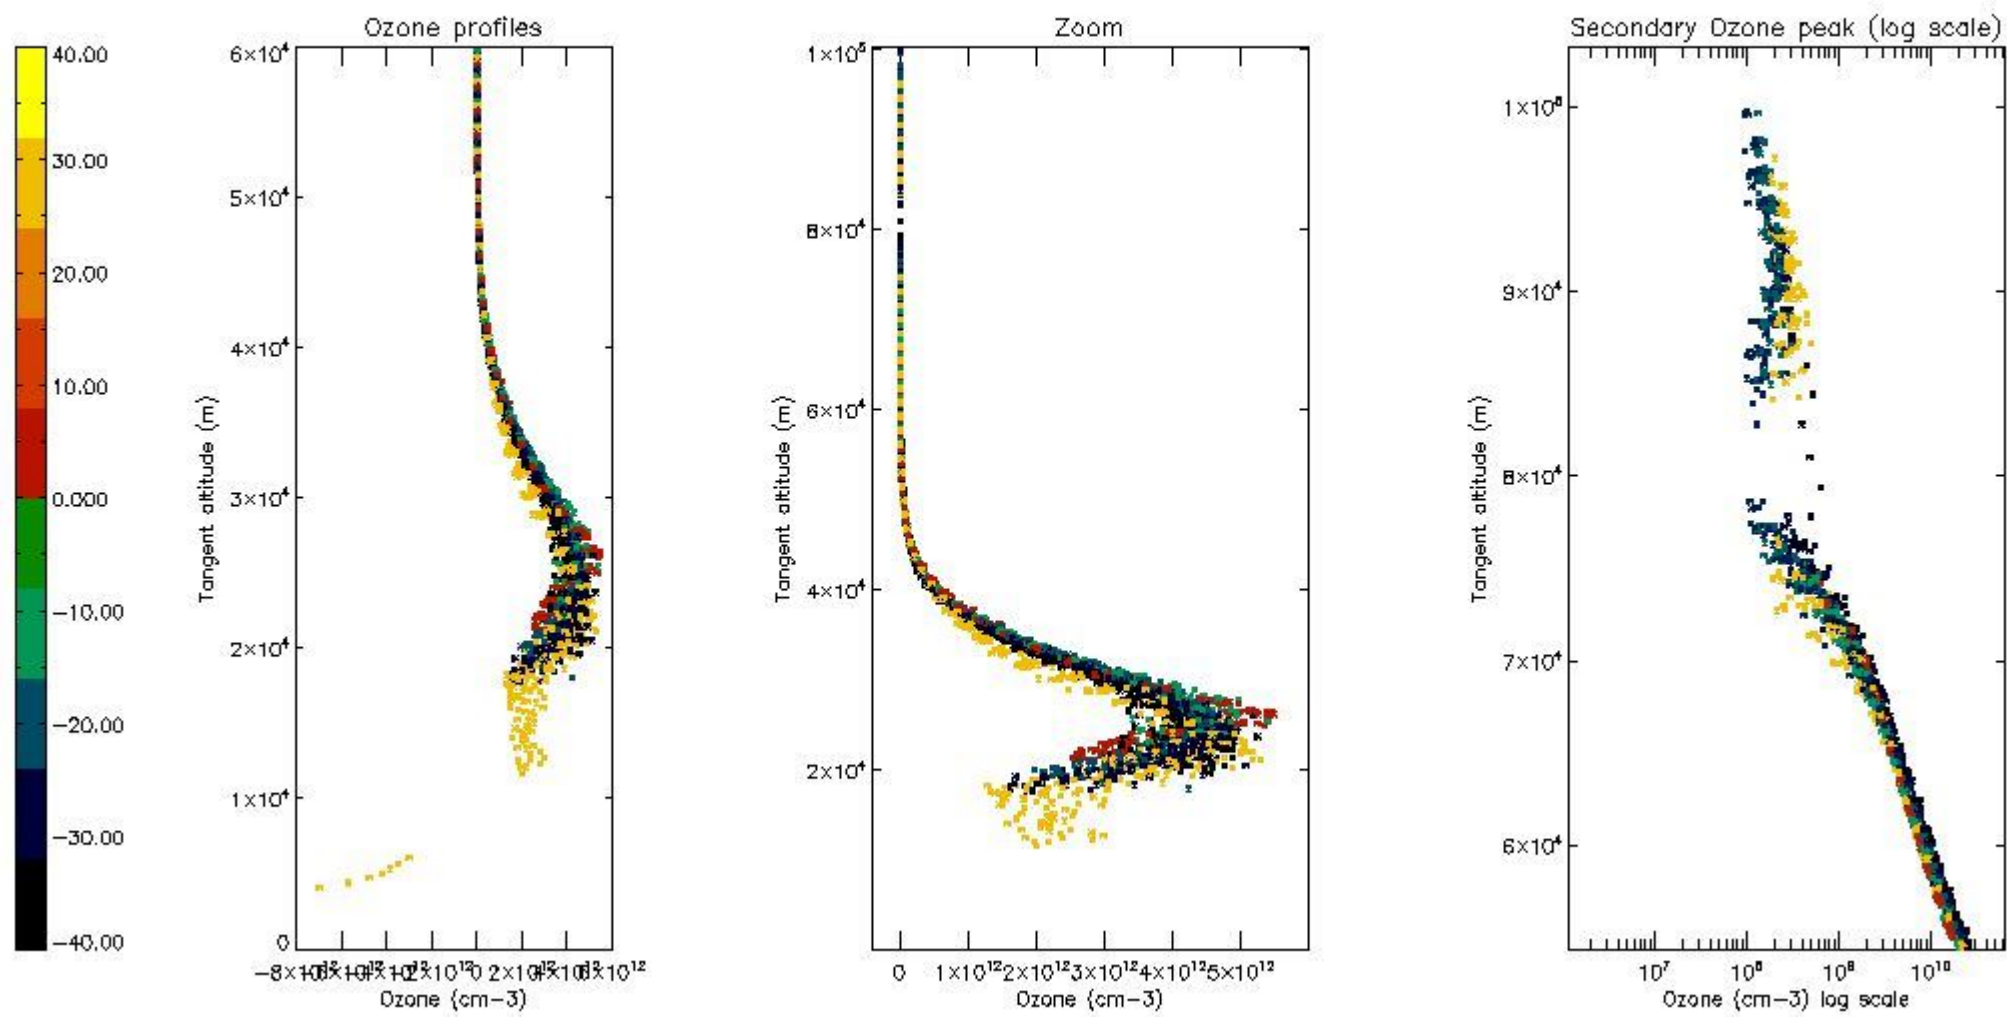 Ozone profiles
Zoom
Secondary Ozone peak (log scale)
40.00
30.00
20.00
10.00
-10.00
-20.00
-30.00
-40.00
6×10⁴
5×10⁴
4×10⁴
3×10⁴
2×10⁴
1×10⁴
0
Tangent altitude (m)
Ozone (cm-3)
1×10⁵
8×10⁴
6×10⁴
4×10⁴
2×10⁴
Tangent altitude (m)
0 1×10¹² 2×10¹² 3×10¹² 4×10¹² 5×10¹²
Ozone (cm-3)
9×10⁴
8×10⁴
7×10⁴
6×10⁴
Tangent altitude (m)
10⁷ 10⁸ 10⁹ 10¹⁰
Ozone (cm-3) log scale